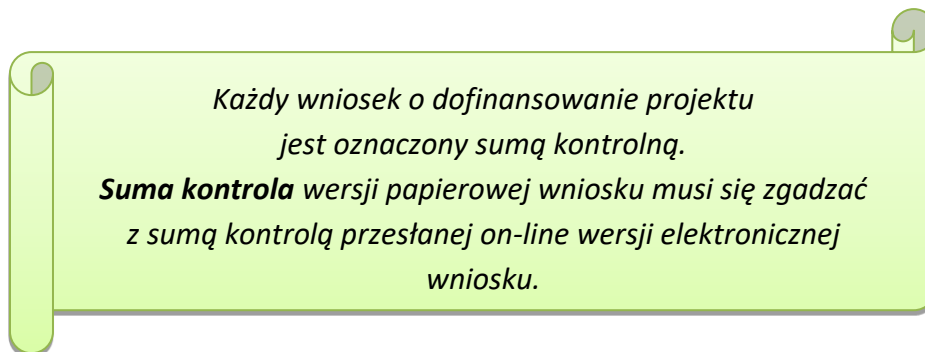 Każdy wniosek o dofinansowanie projektu
jest oznaczony sumą kontrolną.
Suma kontrola wersji papierowej wniosku musi się zgadzać
z sumą kontrolą przesłanej on-line wersji elektronicznej
wniosku.